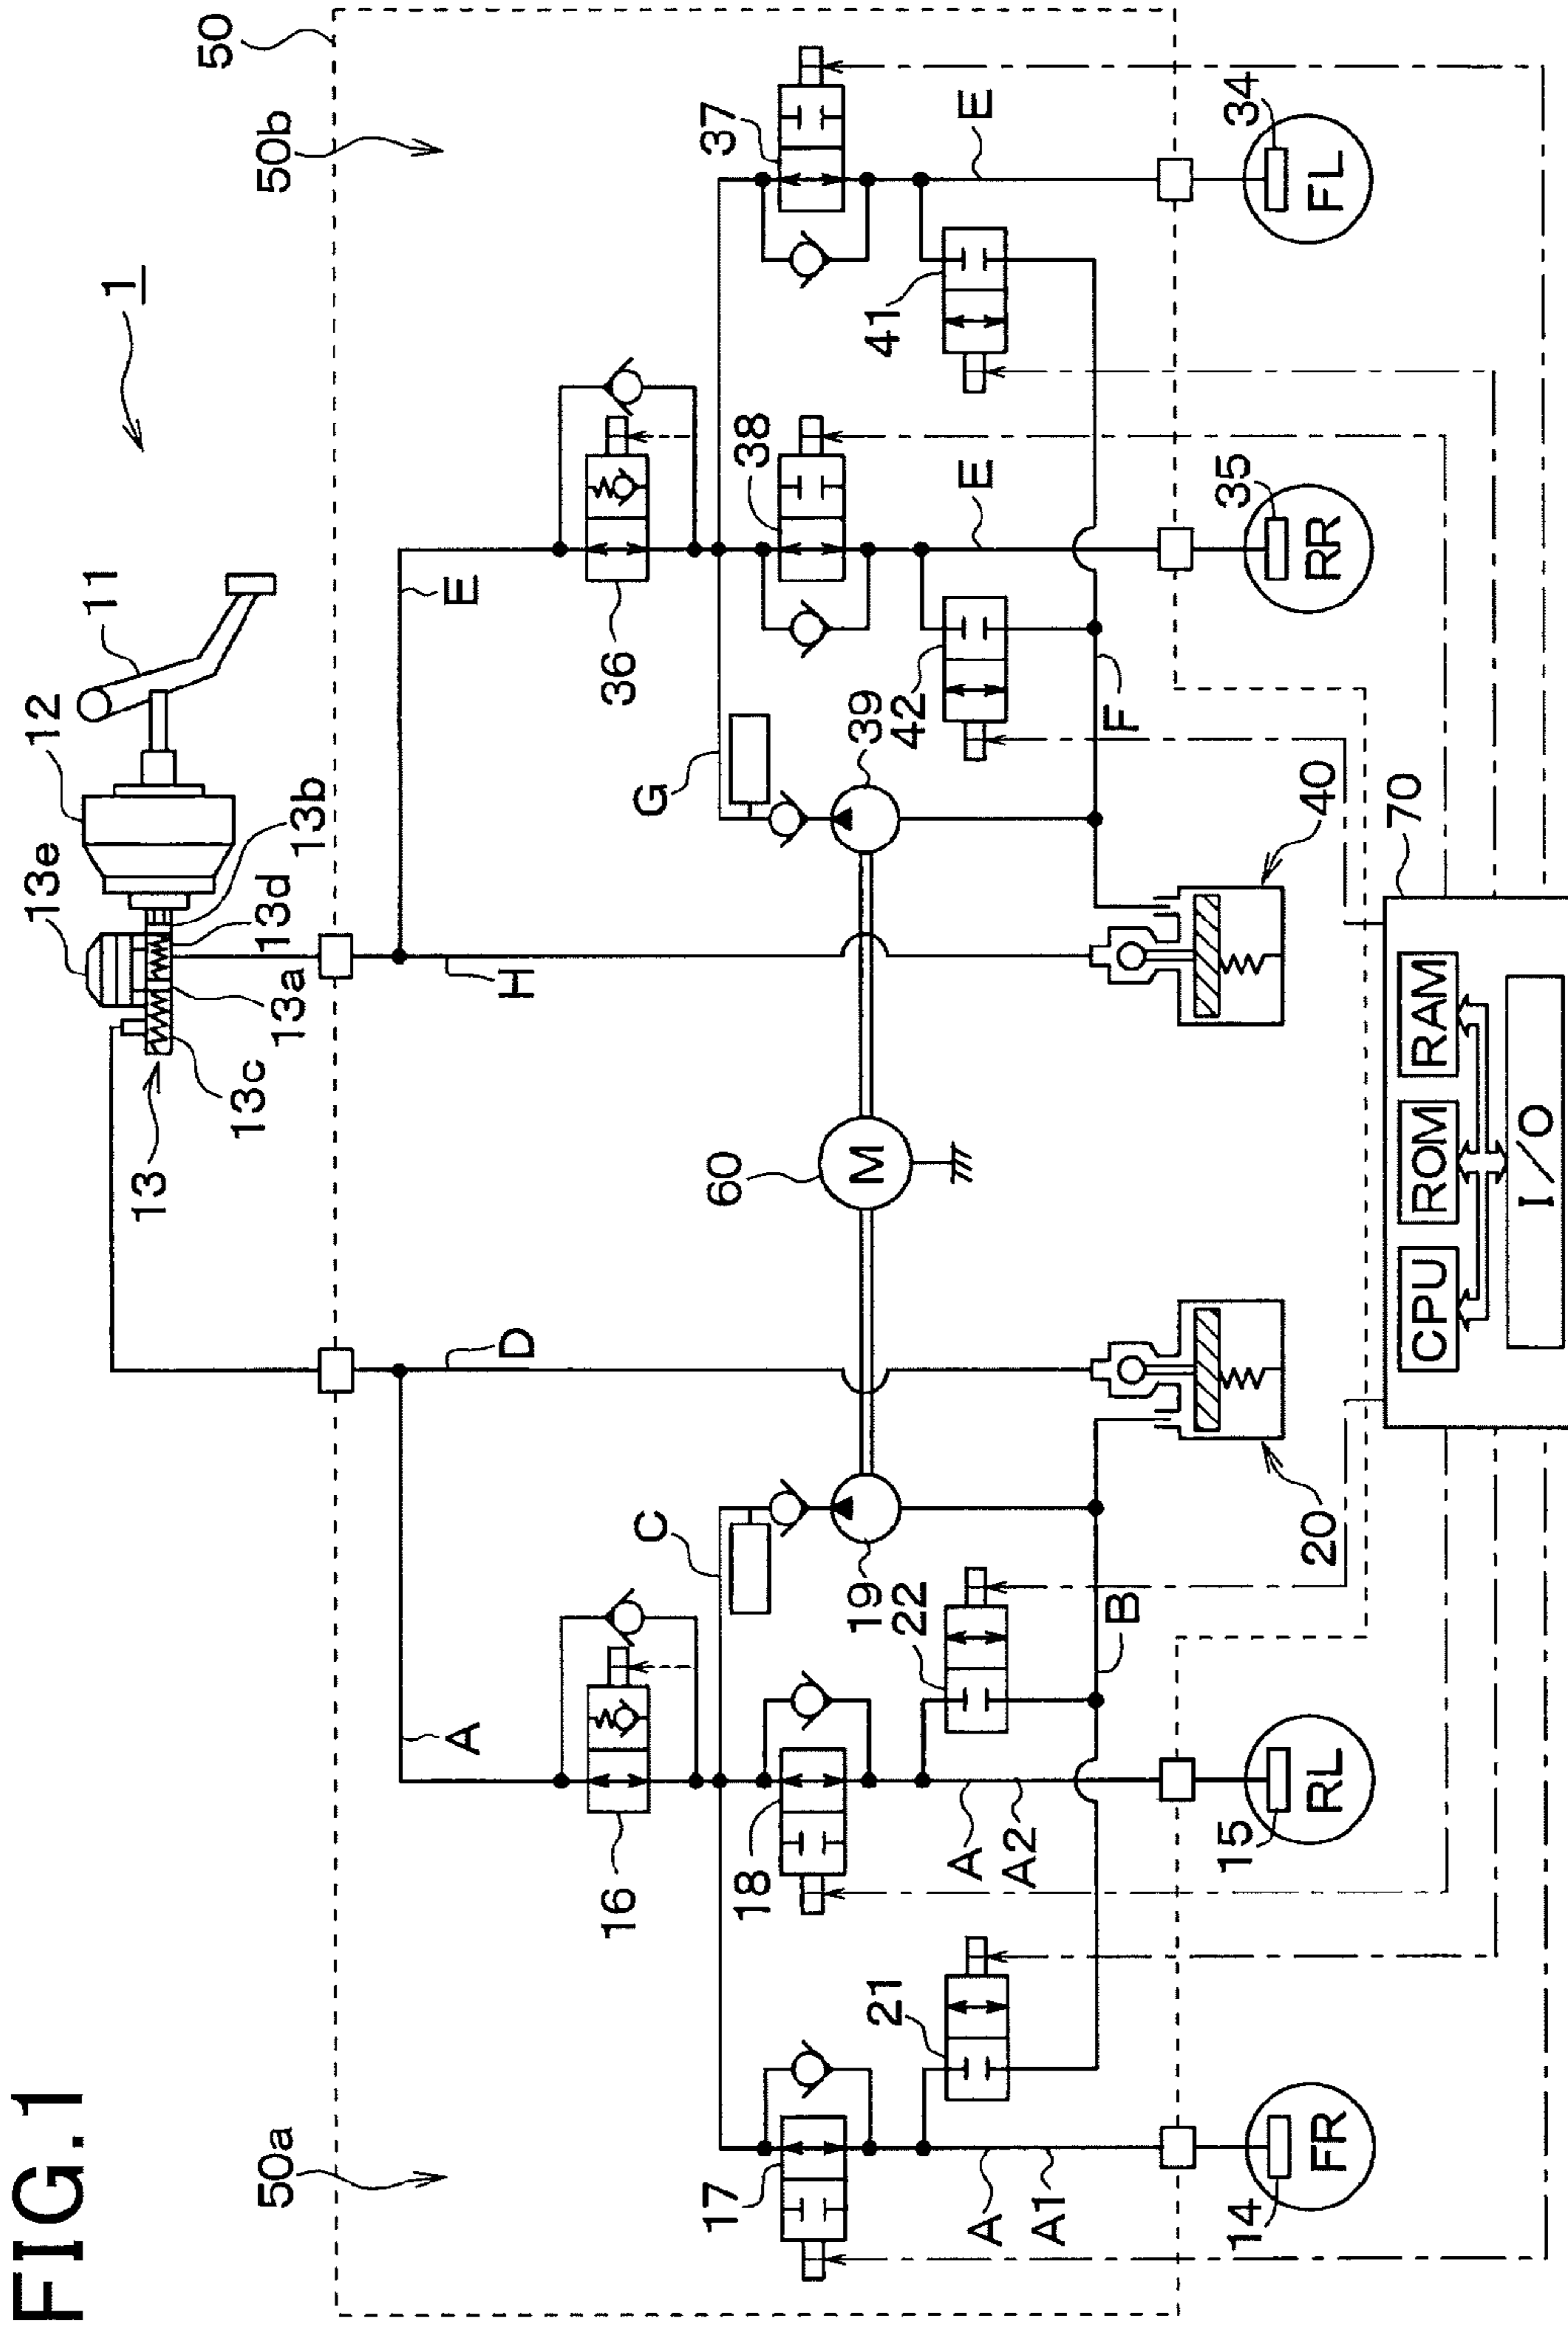 FIG.1
1
11
12
13
13a
13b
13c
13d
13e
50
50a
50b
A
D
H
E
16
36
C
G
17
18
38
37
19
60
M
39
22
42
21
41
A
A1
A
A2
B
F
E
E
20
40
14
FR
15
RL
35
RR
34
FL
70
CPU
ROM
RAM
I/O